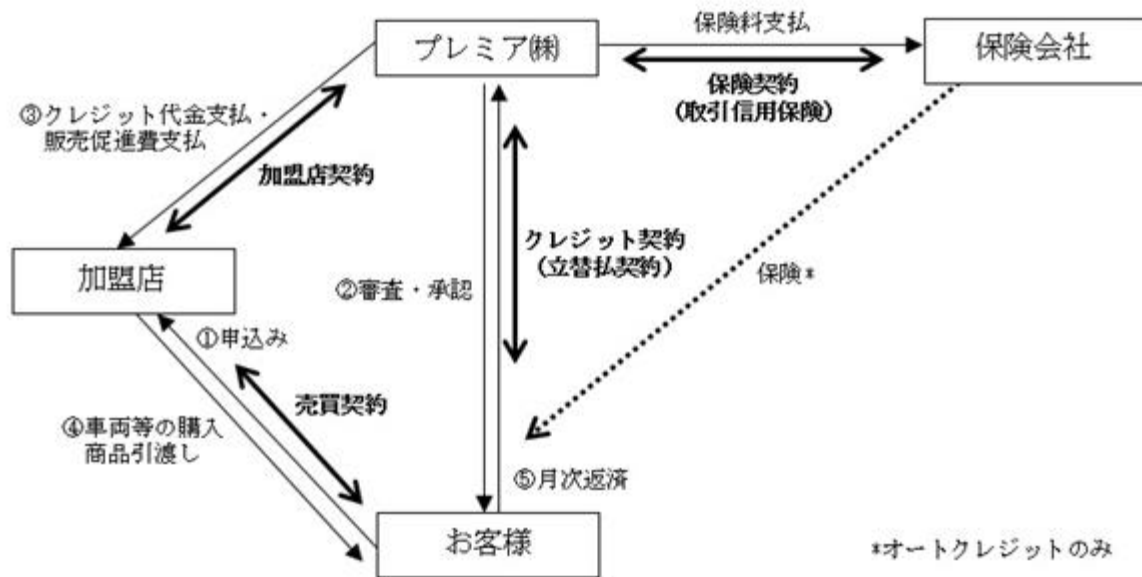 プレミア㈱
保険料支払
保険会社
保険契約
(取引信用保険)
③クレジット代金支払・
販売促進費支払
加盟店契約
クレジット契約
(立替払契約)
加盟店
②審査・承認
保険*
①申込み
売買契約
④車両等の購入
商品引渡し
⑤月次返済
お客様
*オートクレジットのみ